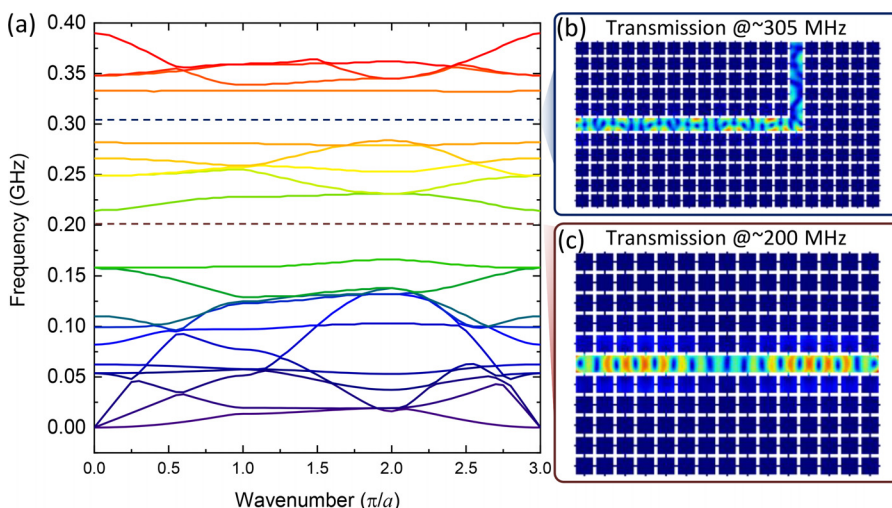 (a)
0.40
0.35
0.30
0.25
0.20
0.15
0.10
0.05
0.00
Frequency (GHz)
0.0 0.5 1.0 1.5 2.0 2.5 3.0
Wavenumber (π/a)
(b) Transmission @~305 MHz
(c) Transmission @~200 MHz